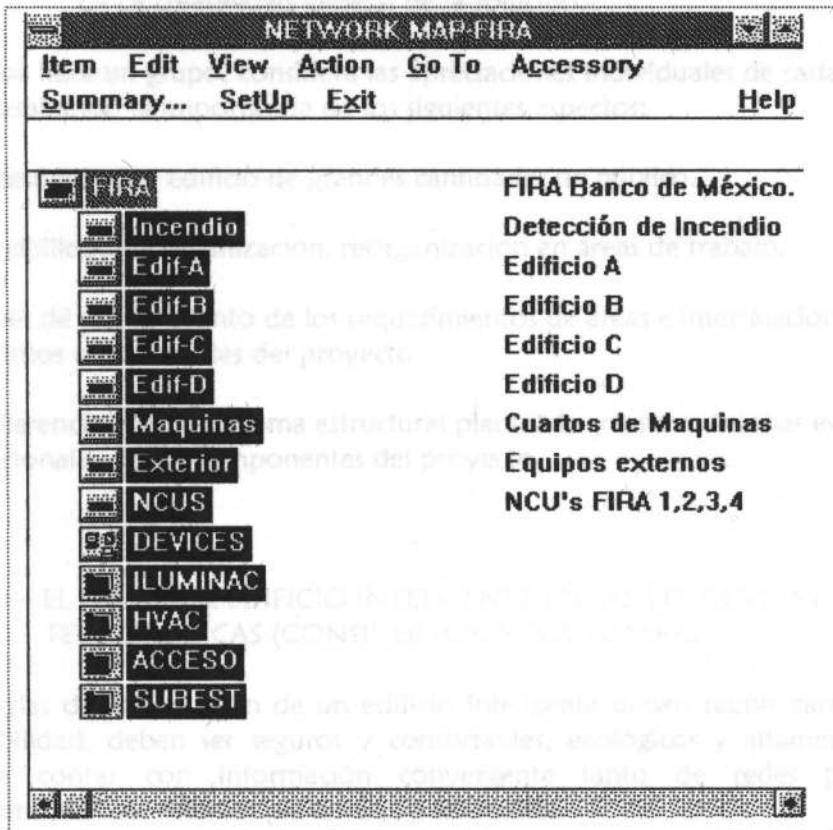 NETWORK MAP-FIRA
Item Edit View Action Go To Accessory
Summary... SetUp Exit Help
FIRA FIRA Banco de México.
Incendio Detección de Incendio
Edif-A Edificio A
Edif-B Edificio B
Edif-C Edificio C
Edif-D Edificio D
Maquinas Cuartos de Maquinas
Exterior Equipos externos
NCUS NCU's FIRA 1,2,3,4
DEVICES
ILUMINAC
HVAC
ACCESO
SUBEST